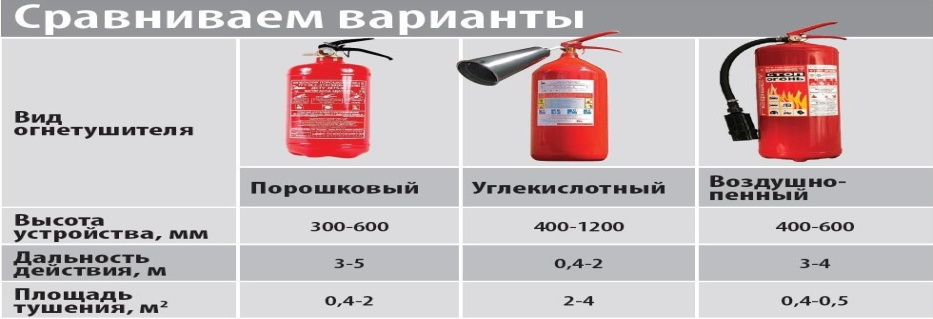 Сравниваем варианты
Вид
огнетушителя
СТОП
ОГОНЬ
Порошковый
Углекислотный
Воздушно-
пенный
Высота
устройства, мм
300-600
400-1200
400-600
Дальность
действия, м
3-5
0,4-2
3-4
Площадь
тушения, м²
0,4-2
2-4
0,4-0,5